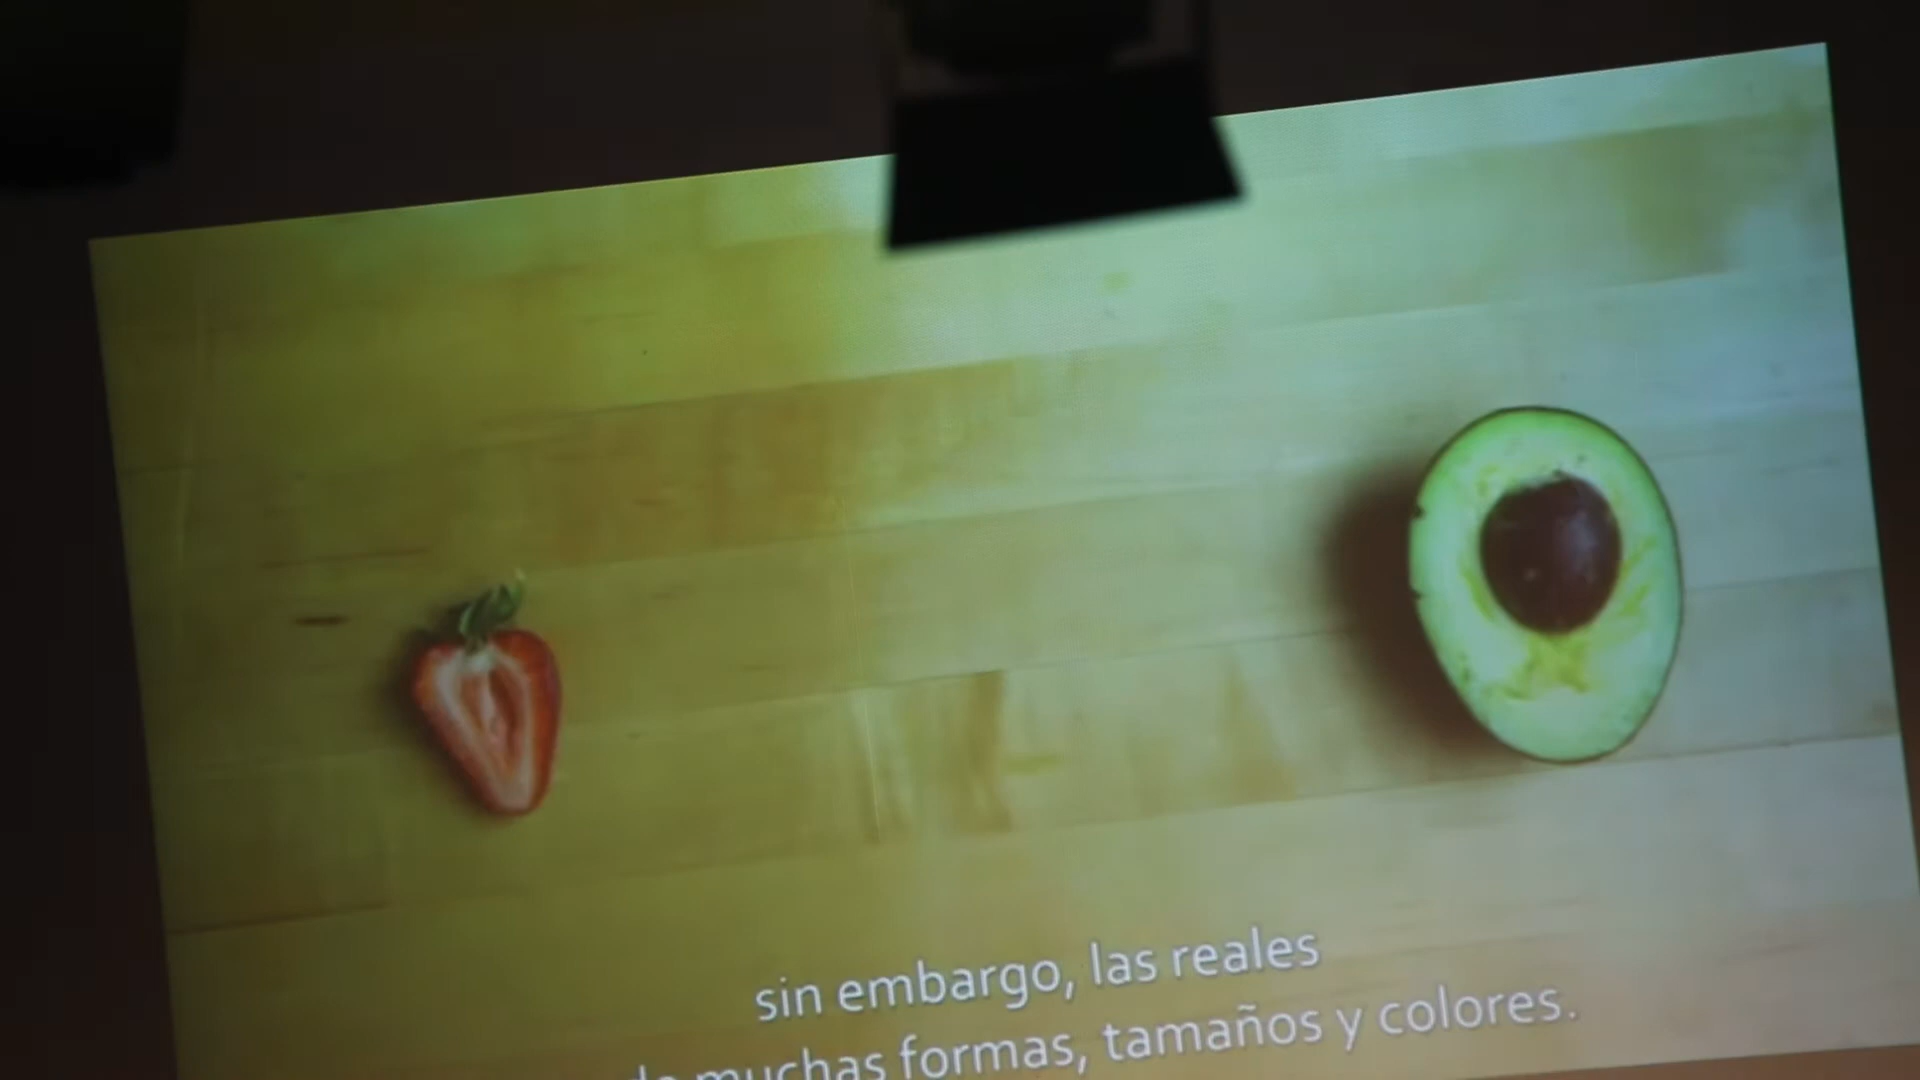 sin embargo, las reales
muchas formas, tamaños y colores.